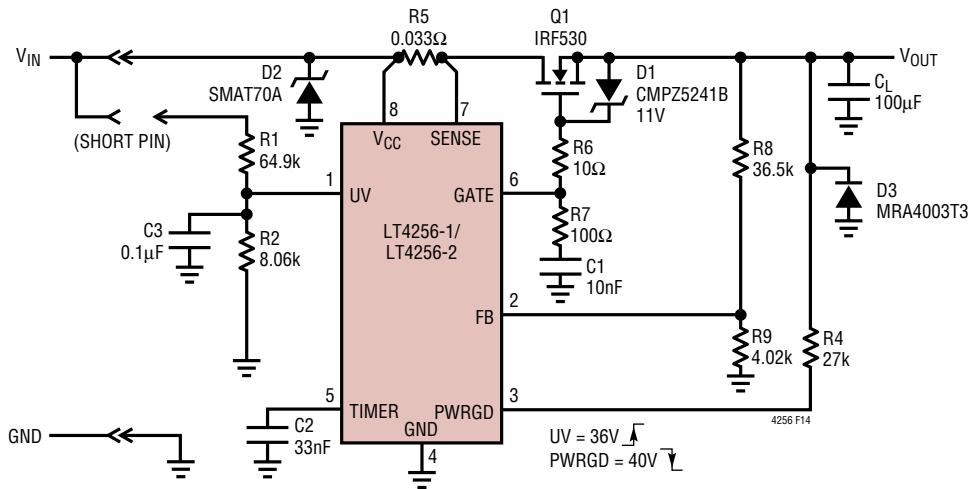 R5
0.033Ω
Q1
IRF530
VIN
VOUT
D2
SMAT70A
D1
CMPZ5241B
11V
CL
100µF
(SHORT PIN)
R1
64.9k
8
7
VCC
SENSE
R6
10Ω
R8
36.5k
1
UV
GATE
6
D3
MRA4003T3
C3
0.1µF
R2
8.06k
LT4256-1/
LT4256-2
R7
100Ω
C1
10nF
FB
2
R9
4.02k
R4
27k
5
TIMER
PWRGD
3
4256 F14
GND
C2
33nF
GND
4
UV = 36V
PWRGD = 40V